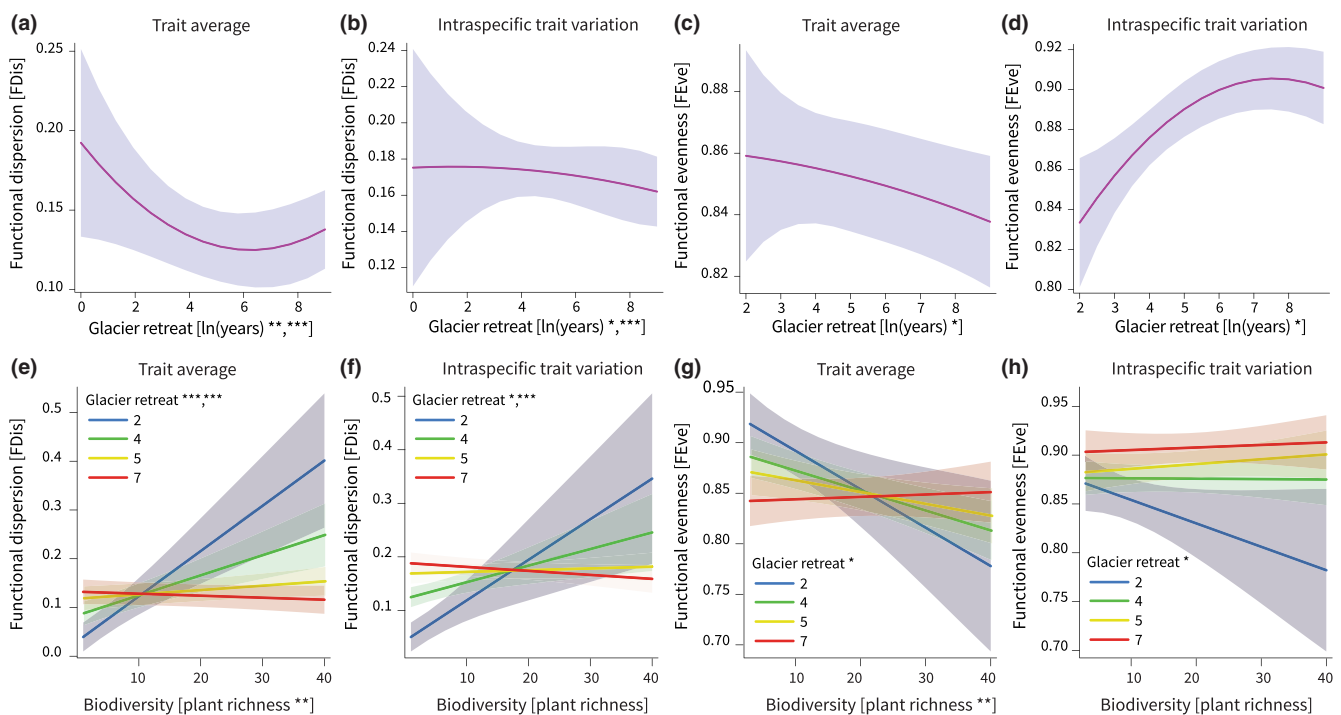 (a) Trait average
Functional dispersion [FDis]
0.25
0.20
0.15
0.10
0 2 4 6 8
Glacier retreat [ln(years) **,***]
(b) Intraspecific trait variation
Functional dispersion [FDis]
0.24
0.20
0.18
0.16
0.14
0.12
0 2 4 6 8
Glacier retreat [ln(years) *,***]
(c) Trait average
Functional evenness [FEve]
0.88
0.86
0.84
0.82
2 3 4 5 6 7 8
Glacier retreat [ln(years) *]
(d) Intraspecific trait variation
Functional evenness [FEve]
0.92
0.90
0.88
0.86
0.84
0.82
0.80
2 3 4 5 6 7 8
Glacier retreat [ln(years) *]
(e) Trait average
Functional dispersion [FDis]
Glacier retreat ***,***
2
4
5
7
0.5
0.4
0.3
0.2
0.1
0.0
10 20 30 40
Biodiversity [plant richness **]
(f) Intraspecific trait variation
Functional dispersion [FDis]
Glacier retreat *,***
2
4
5
7
0.5
0.4
0.3
0.2
0.1
10 20 30 40
Biodiversity [plant richness]
(g) Trait average
Functional evenness [FEve]
0.95
0.90
0.85
0.80
0.75
0.70
Glacier retreat *
2
4
5
7
10 20 30 40
Biodiversity [plant richness **]
(h) Intraspecific trait variation
Functional evenness [FEve]
0.95
0.90
0.85
0.80
0.75
0.70
Glacier retreat *
2
4
5
7
10 20 30 40
Biodiversity [plant richness]